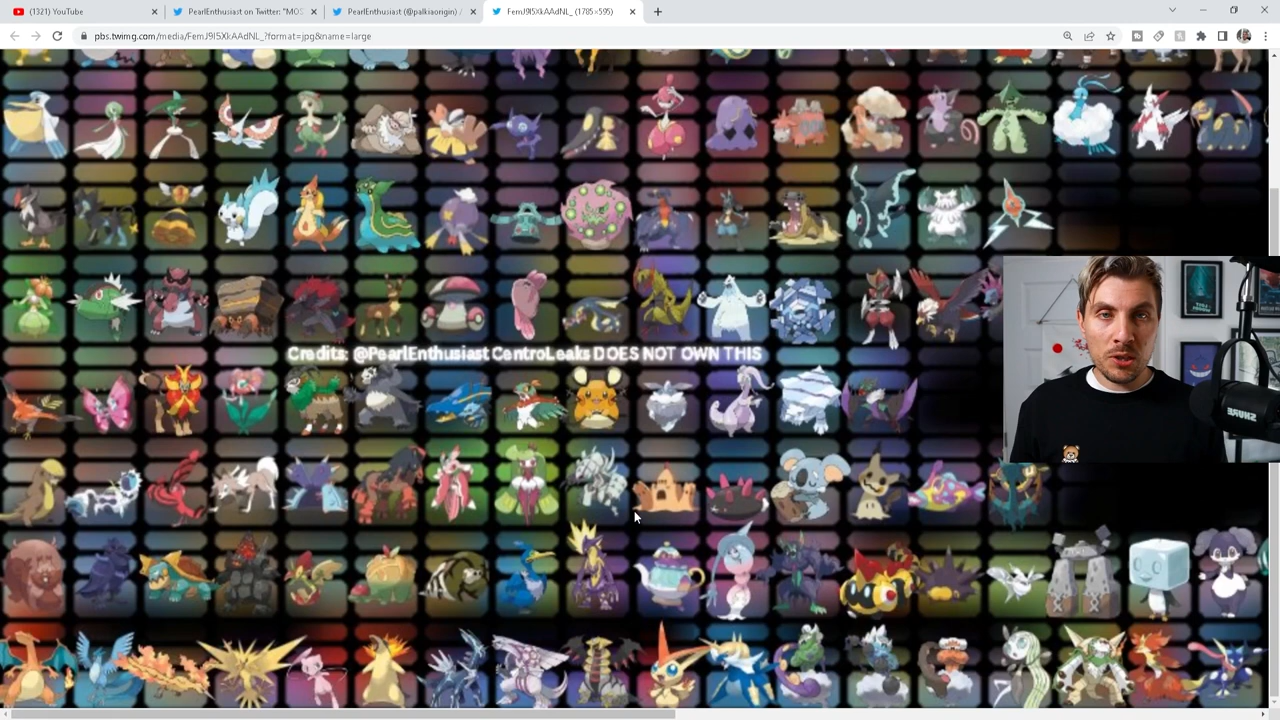 (1321) YouTube
PearlEnthusiast on Twitter: "MOS
PearlEnthusiast (@palkiaorigin) /
FemJ9I5XkAAdNL_ (1785×595)
pbs.twimg.com/media/FemJ9I5XkAAdNL_?format=jpg&name=large
Credits: @PearlEnthusiast CentroLeaks DOES NOT OWN THIS
SHURE